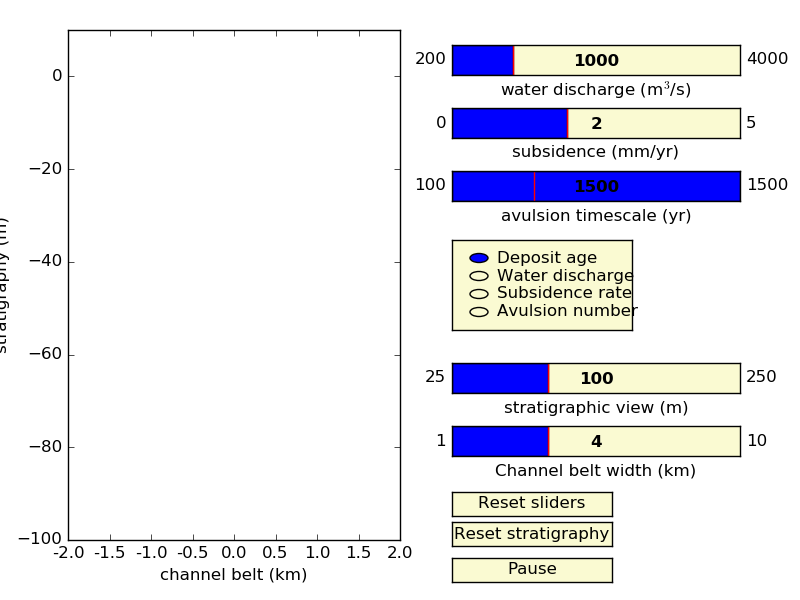 0
−20
−40
−60
−80
−100
-2.0 -1.5 -1.0 -0.5 0.0 0.5 1.0 1.5 2.0
channel belt (km)
stratigraphy (m)
200 1000 4000
water discharge (m³/s)
0 2 5
subsidence (mm/yr)
100 1500 1500
avulsion timescale (yr)
Deposit age
Water discharge
Subsidence rate
Avulsion number
25 100 250
stratigraphic view (m)
1 4 10
Channel belt width (km)
Reset sliders
Reset stratigraphy
Pause